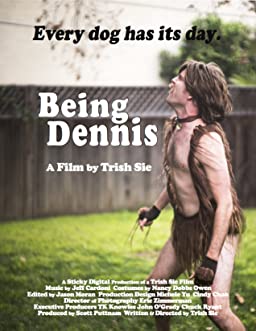 Every dog has its day.
Being
Dennis
A Film by Trish Sie
A Sticky Digital Production of a Trish Sie Film
Music by Jeff Cardoni Costumes by Nancy Dobbs Owen
Edited by Jason Moran Production Design Michele Yu Cindy Chao
Director of Photography Eric Zimmerman
Executive Producers TK Knowles John O'Grady Chuck Ryant
Produced by Scott Puttnam Written & Directed by Trish Sie